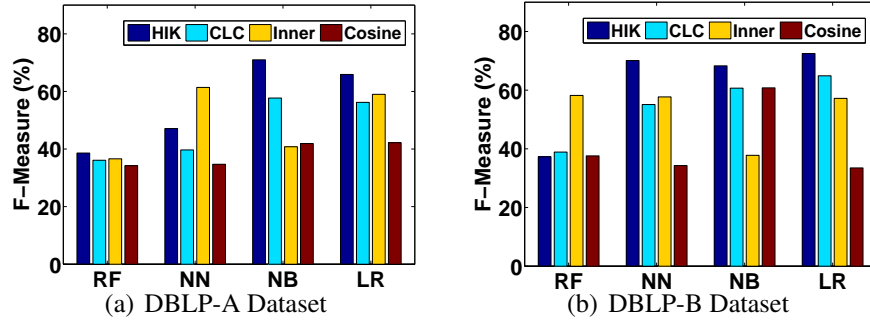 80
60
40
20
0
F-Measure (%)
HIK CLC Inner Cosine
RF NN NB LR
(a) DBLP-A Dataset
80
60
40
20
0
F-Measure (%)
HIK CLC Inner Cosine
RF NN NB LR
(b) DBLP-B Dataset